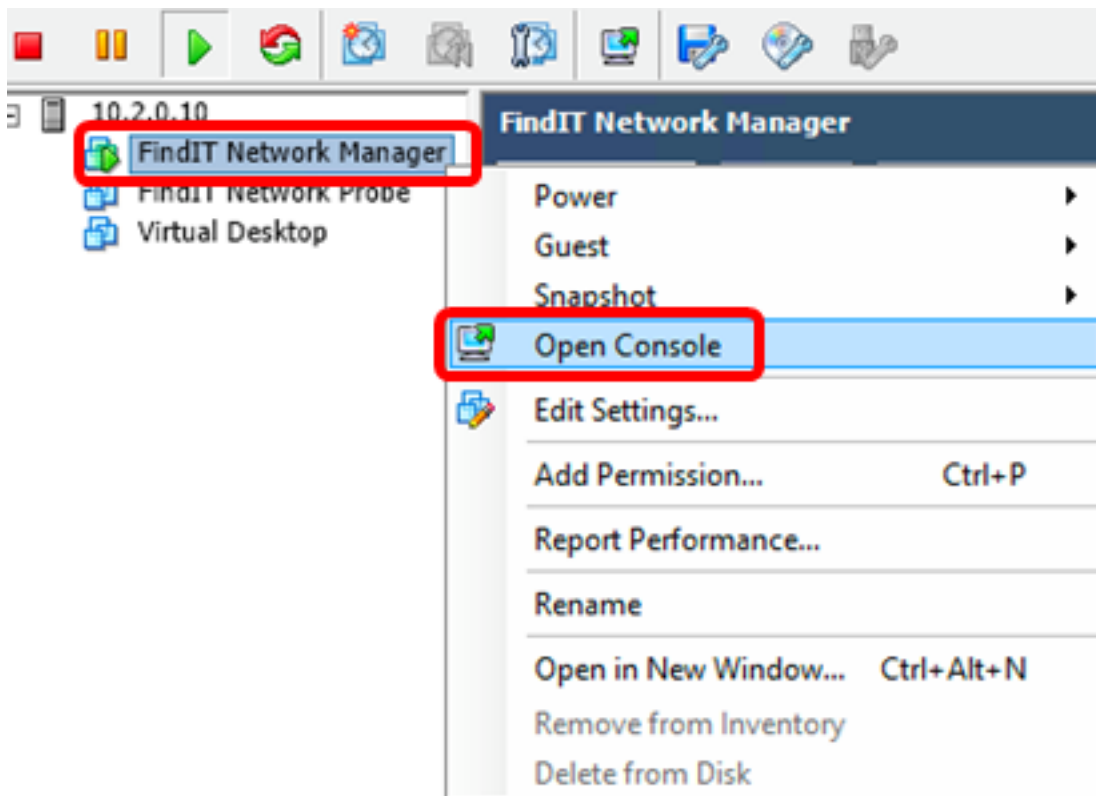 10.2.0.10
FindIT Network Manager
FindIT Network Probe
Virtual Desktop
FindIT Network Manager
Power
Guest
Snapshot
Open Console
Edit Settings...
Add Permission... Ctrl+P
Report Performance...
Rename
Open in New Window... Ctrl+Alt+N
Remove from Inventory
Delete from Disk